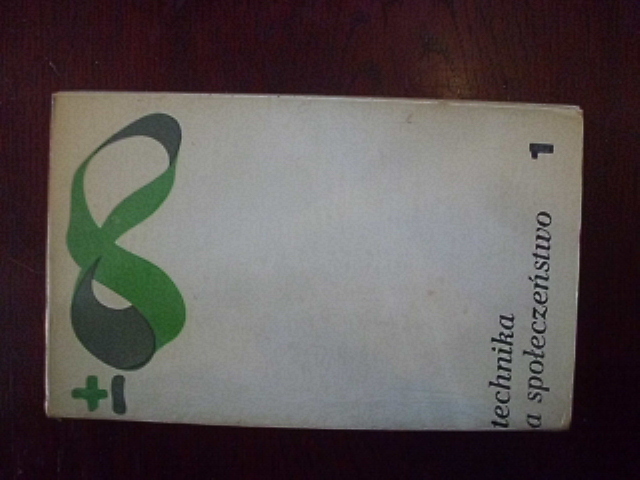 ±
technika
a społeczeństwo 1